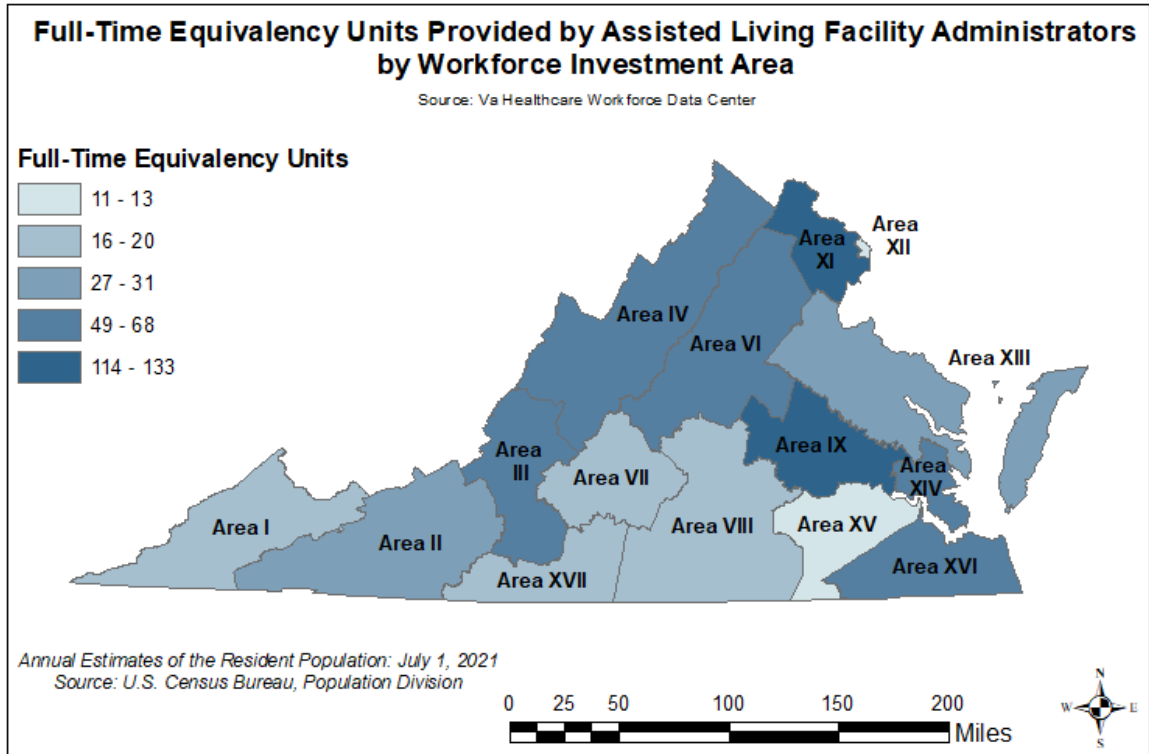 Full-Time Equivalency Units Provided by Assisted Living Facility Administrators
by Workforce Investment Area
Source: Va Healthcare Workforce Data Center
Full-Time Equivalency Units
11 - 13
16 - 20
27 - 31
49 - 68
114 - 133
Area
XI
Area
XII
Area IV
Area VI
Area XIII
Area
III
Area VII
Area IX
Area
XIV
Area I
Area II
Area VIII
Area XV
Area XVII
Area XVI
Annual Estimates of the Resident Population: July 1, 2021
Source: U.S. Census Bureau, Population Division
0 25 50 100 150 200
Miles
N
W E
S